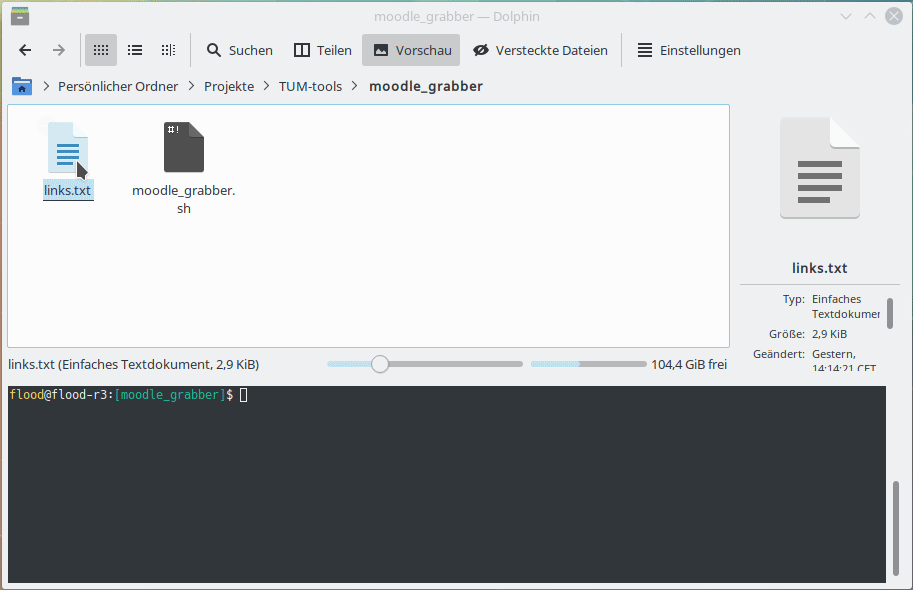 moodle_grabber — Dolphin
Suchen Teilen Vorschau Versteckte Dateien Einstellungen
Persönlicher Ordner Projekte TUM-tools moodle_grabber
#!
links.txt
moodle_grabber.
sh
links.txt
Typ: Einfaches
Textdokumen
Größe: 2,9 KiB
Geändert: Gestern,
14:14:21 CET
links.txt (Einfaches Textdokument, 2,9 KiB)
104,4 GiB frei
flood@flood-r3:[moodle_grabber]$